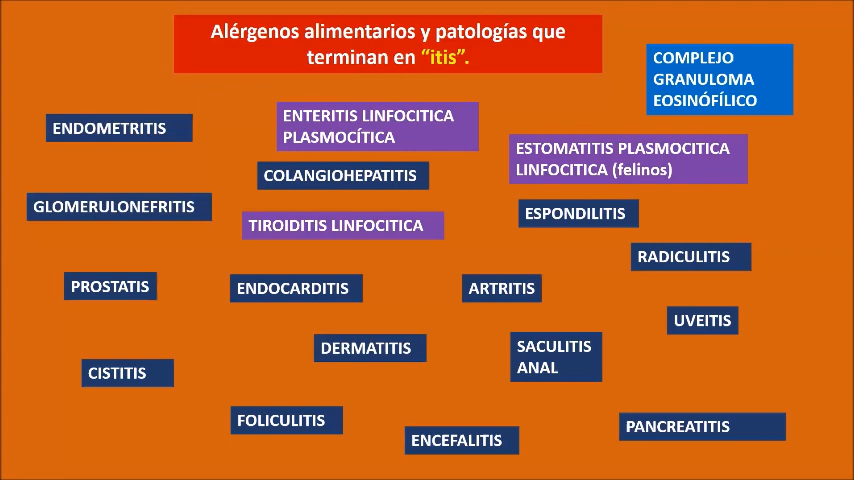 Alérgenos alimentarios y patologías que
terminan en “itis”.
COMPLEJO
GRANULOMA
EOSINÓFÍLICO
ENDOMETRITIS
ENTERITIS LINFOCITICA
PLASMOCÍTICA
ESTOMATITIS PLASMOCITICA
LINFOCITICA (felinos)
COLANGIOHEPATITIS
GLOMERULONEFRITIS
TIROIDITIS LINFOCITICA
ESPONDILITIS
RADICULITIS
PROSTATIS
ENDOCARDITIS
ARTRITIS
UVEITIS
DERMATITIS
SACULITIS
ANAL
CISTITIS
FOLICULITIS
ENCEFALITIS
PANCREATITIS